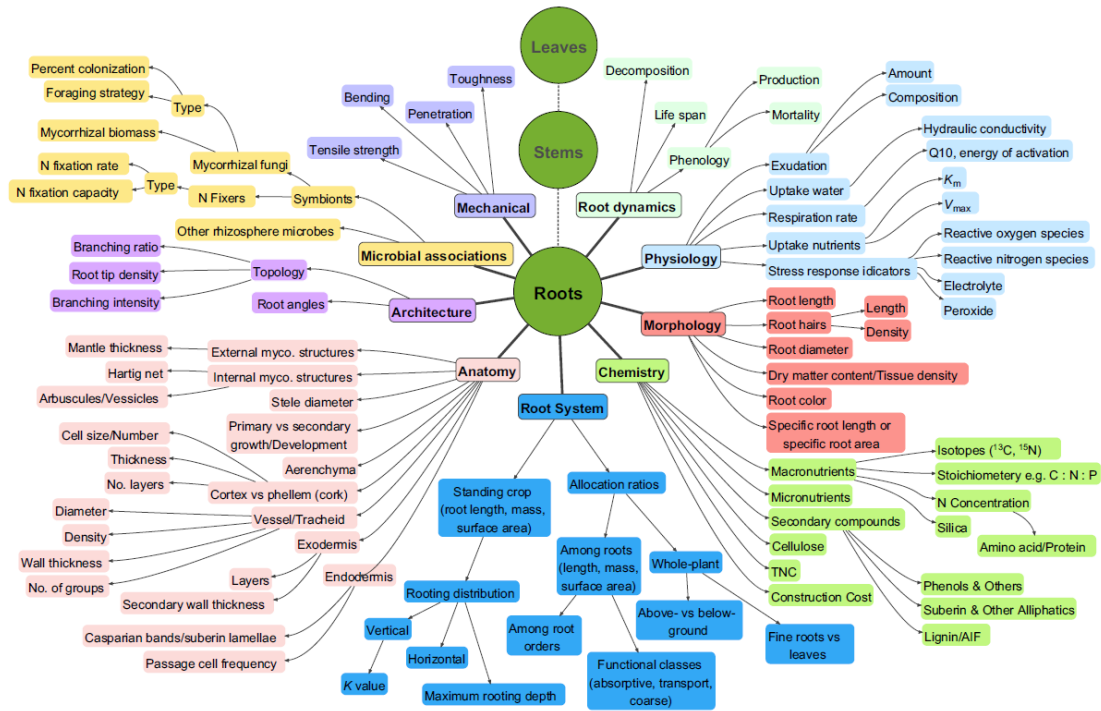 Leaves
Stems
Roots
Mechanical
Toughness
Bending
Penetration
Tensile strength
Root dynamics
Decomposition
Life span
Phenology
Production
Mortality
Physiology
Exudation
Amount
Composition
Uptake water
Hydraulic conductivity
Respiration rate
Q10, energy of activation
Uptake nutrients
Km
Vmax
Stress response idicators
Reactive oxygen species
Reactive nitrogen species
Electrolyte
Peroxide
Microbial associations
Symbionts
Mycorrhizal fungi
Type
Percent colonization
Foraging strategy
Mycorrhizal biomass
N Fixers
Type
N fixation rate
N fixation capacity
Other rhizosphere microbes
Architecture
Topology
Branching ratio
Root tip density
Branching intensity
Root angles
Morphology
Root length
Root hairs
Length
Density
Root diameter
Dry matter content/Tissue density
Root color
Specific root length or
specific root area
Anatomy
External myco. structures
Mantle thickness
Internal myco. structures
Hartig net
Arbuscules/Vessicles
Stele diameter
Primary vs secondary
growth/Development
Aerenchyma
Cortex vs phellem (cork)
Cell size/Number
Thickness
No. layers
Vessel/Tracheid
Diameter
Density
Wall thickness
No. of groups
Exodermis
Layers
Secondary wall thickness
Endodermis
Casparian bands/suberin lamellae
Passage cell frequency
Root System
Standing crop
(root length, mass,
surface area)
Rooting distribution
Vertical
K value
Horizontal
Maximum rooting depth
Allocation ratios
Among roots
(length, mass,
surface area)
Among root
orders
Functional classes
(absorptive, transport,
coarse)
Whole-plant
Above- vs below-
ground
Fine roots vs
leaves
Chemistry
Macronutrients
Isotopes (¹³C, ¹⁵N)
Stoichiometery e.g. C : N : P
N Concentration
Amino acid/Protein
Silica
Micronutrients
Secondary compounds
Phenols & Others
Suberin & Other Alliphatics
Lignin/AIF
Cellulose
TNC
Construction Cost